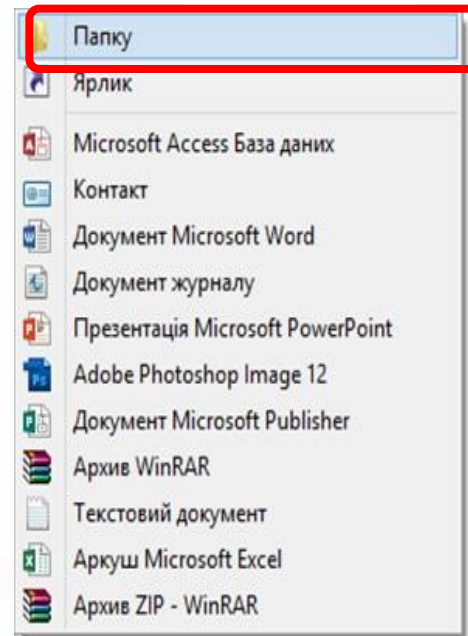 Папку
Ярлик
Microsoft Access База даних
Контакт
Документ Microsoft Word
Документ журналу
Презентація Microsoft PowerPoint
Adobe Photoshop Image 12
Документ Microsoft Publisher
Архив WinRAR
Текстовий документ
Аркуш Microsoft Excel
Архив ZIP - WinRAR